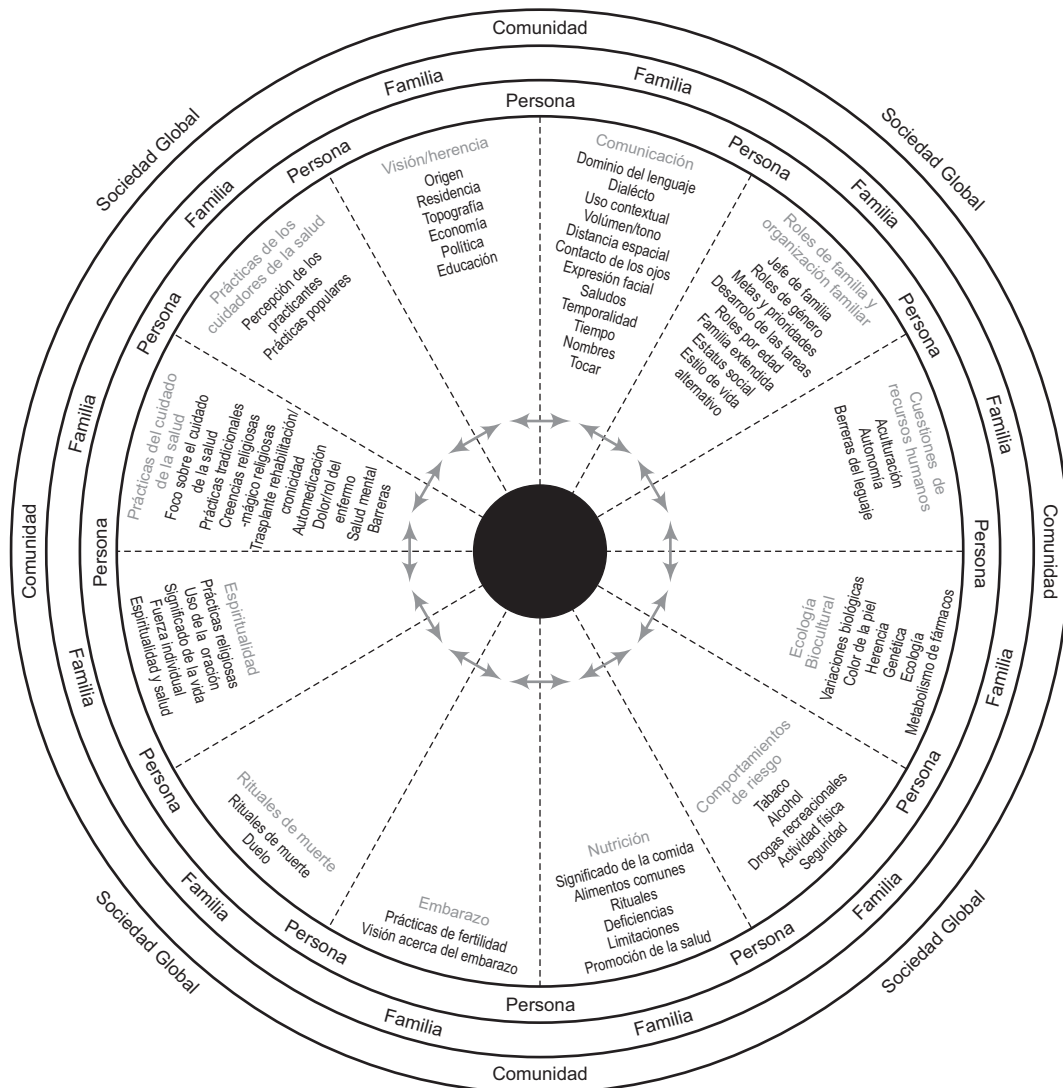 Comunidad
Familia
Familia
Persona
Sociedad Global
Sociedad Global
Familia
Persona
Persona
Familia
Persona
Persona
Familia
Familia
Comunidad
Persona
Persona
Comunidad
Familia
Familia
Persona
Persona
Familia
Persona
Persona
Familia
Sociedad Global
Persona
Sociedad Global
Familia
Familia
Comunidad
Visión/herencia
Origen
Residencia
Topografía
Economía
Política
Educación
Comunicación
Dominio del lenguaje
Dialécto
Uso contextual
Volúmen/tono
Distancia espacial
Contacto de los ojos
Expresión facial
Saludos
Temporalidad
Tiempo
Nombres
Tocar
Roles de familia y
organización familiar
Jefe de familia
Roles de género
Metas y prioridades
Desarrolo de las tareas
Roles por edad
Familia extendida
Estatus social
Estilo de vida
alternativo
Cuestiones de
recursos humanos
Aculturación
Autonomía
Berreras del leguaje
Ecología
Biocultural
Variaciones biológicas
Color de la piel
Herencia
Genética
Ecología
Metabolismo de fármacos
Comportamientos
de riesgo
Tabaco
Alcohol
Drogas recreacionales
Actividad física
Seguridad
Nutrición
Significado de la comida
Alimentos comunes
Rituales
Deficiencias
Limitaciones
Promoción de la salud
Embarazo
Prácticas de fertilidad
Visión acerca del embarazo
Rituales de muerte
Rituales de muerte
Duelo
Espiritualidad
Prácticas religiosas
Uso de la oración
Significado de la vida
Fuerza individual
Espiritualidad y salud
Prácticas del cuidado
de la salud
Foco sobre el cuidado
de la salud
Prácticas tradicionales
Creencias religiosas
-mágico religiosas
Trasplante rehabilitación/
cronicidad
Automedicación
Dolor/rol del
enfermo
Salud mental
Barreras
Prácticas de los
cuidadores de la salud
Percepción de los
practicantes
Prácticas populares